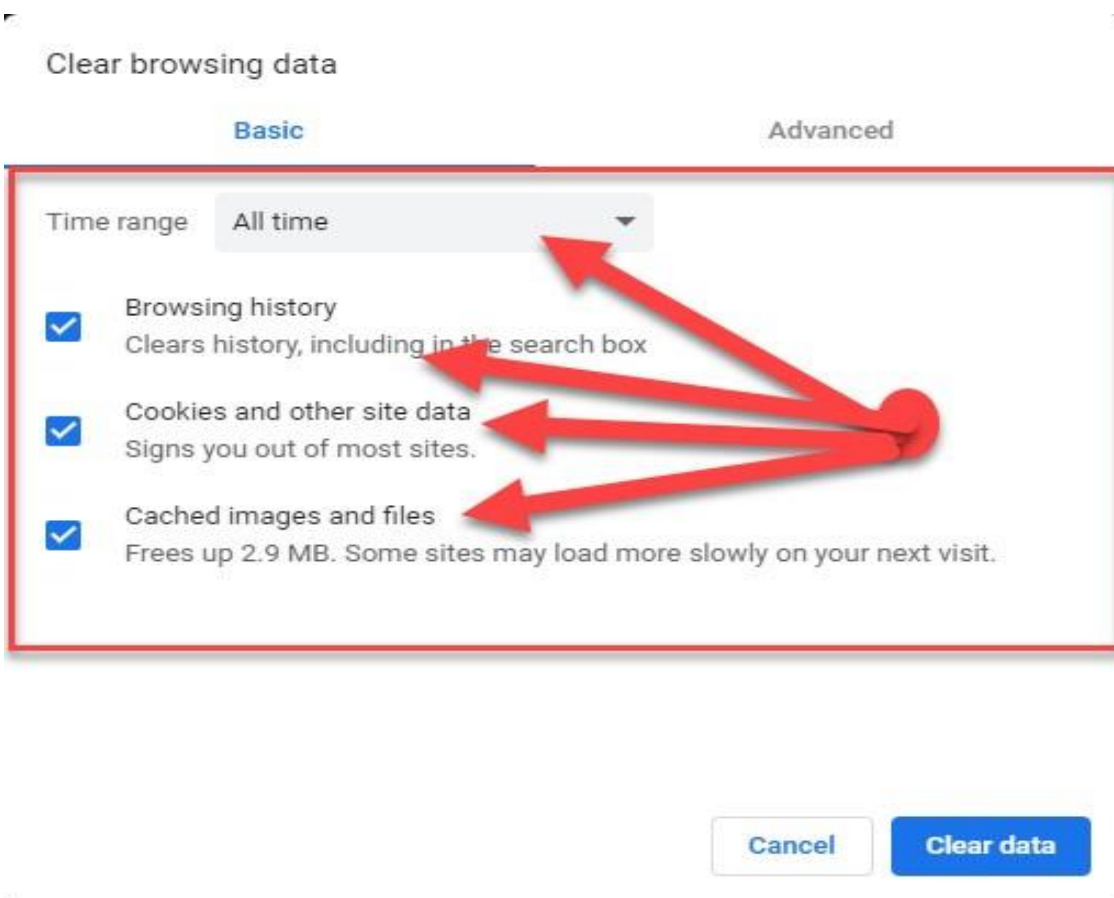 Clear browsing data
Basic
Advanced
Time range
All time
Browsing history
Clears history, including in the search box
Cookies and other site data
Signs you out of most sites.
Cached images and files
Frees up 2.9 MB. Some sites may load more slowly on your next visit.
Cancel
Clear data